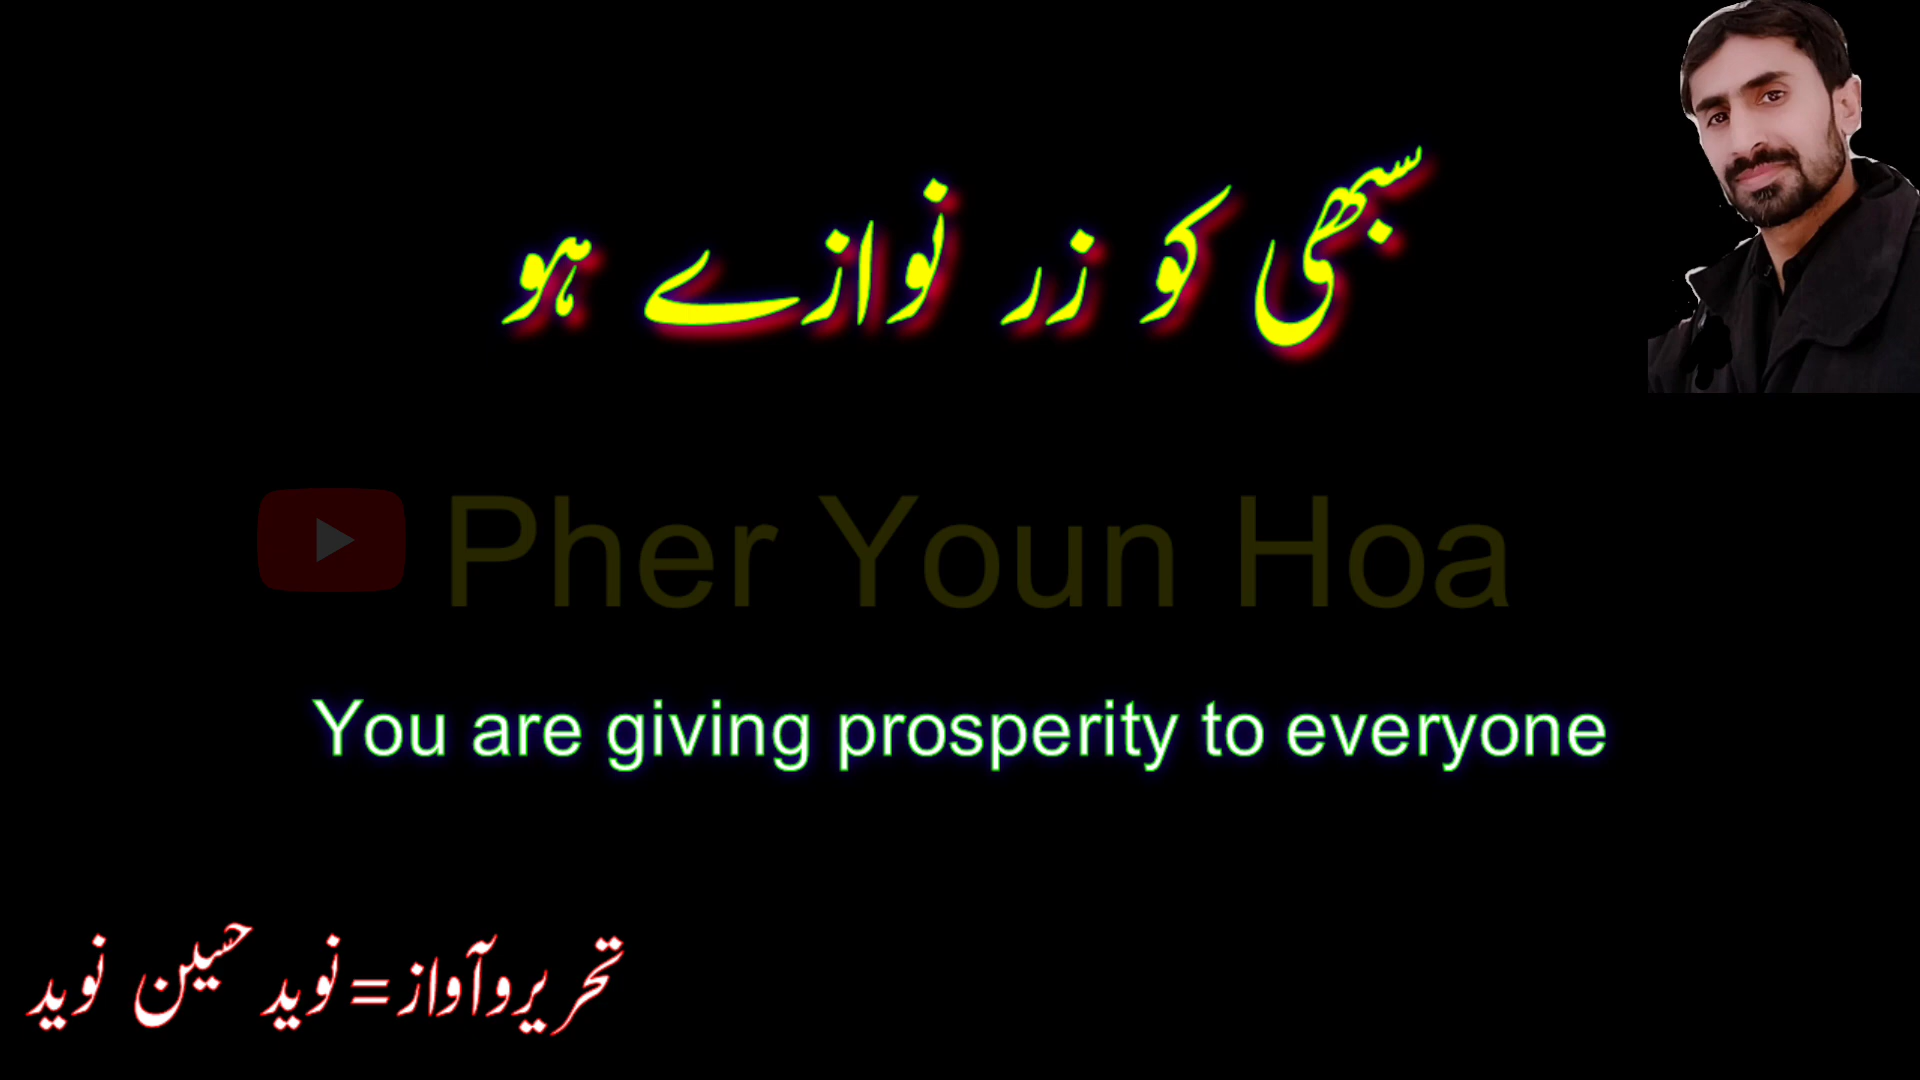 سبھی کو زر نوازے ہو
Pher Youn Hoa
You are giving prosperity to everyone
تحریر و آواز = نوید حسین نوید